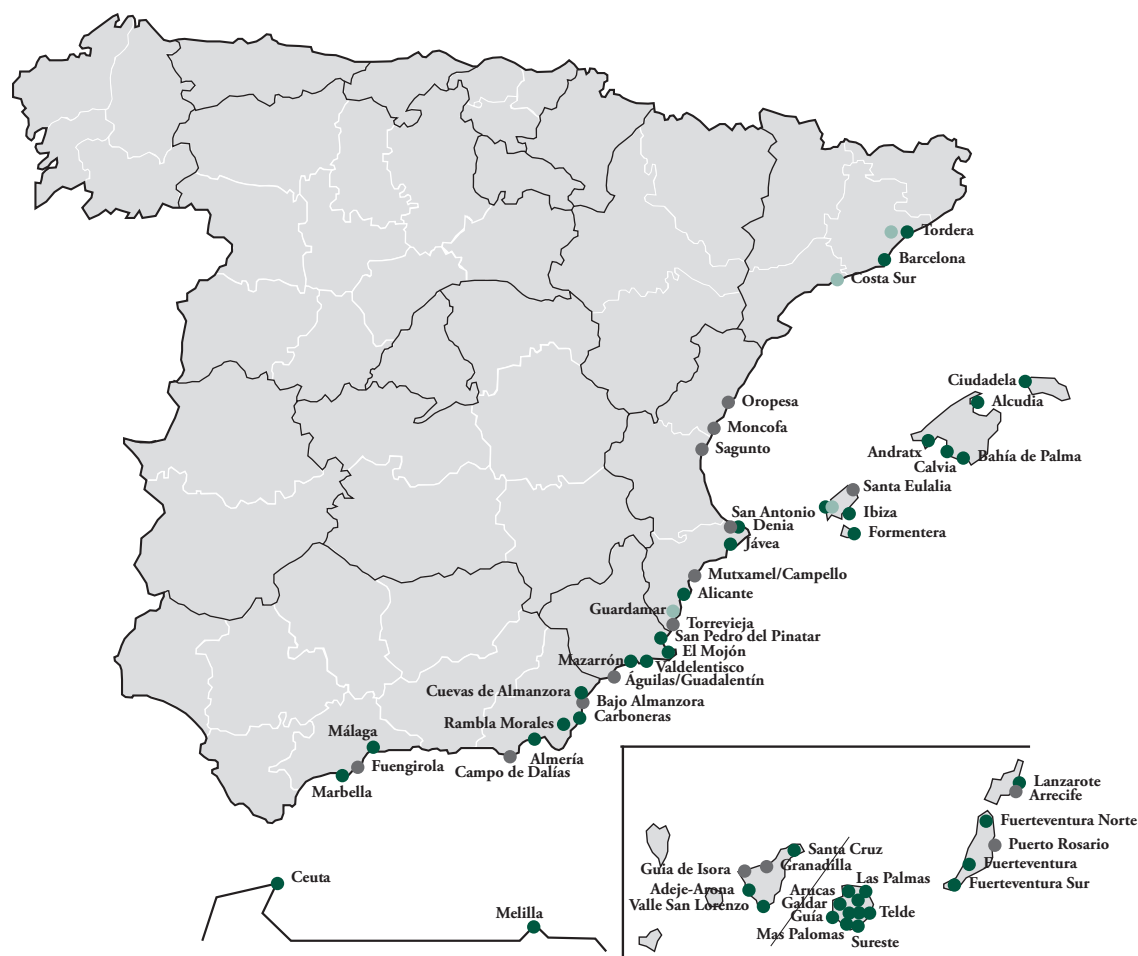 Tordera
Barcelona
Costa Sur
Ciudadela
Alcudia
Oropesa
Moncofa
Sagunto
Andratx
Calvia
Bahía de Palma
Santa Eulalia
San Antonio
Ibiza
Denia
Formentera
Jávea
Mutxamel/Campello
Alicante
Guardamar
Torrevieja
San Pedro del Pinatar
El Mojón
Mazarrón
Valdelentisco
Águilas/Guadalentín
Cuevas de Almanzora
Bajo Almanzora
Carboneras
Rambla Morales
Málaga
Almería
Fuengirola
Campo de Dalías
Marbella
Lanzarote
Arrecife
Fuerteventura Norte
Puerto Rosario
Santa Cruz
Granadilla
Guia de Isora
Fuerteventura
Las Palmas
Ceuta
Fuerteventura Sur
Adeje-Arona
Arucas
Valle San Lorenzo
Galdar
Guía
Telde
Melilla
Mas Palomas
Sureste